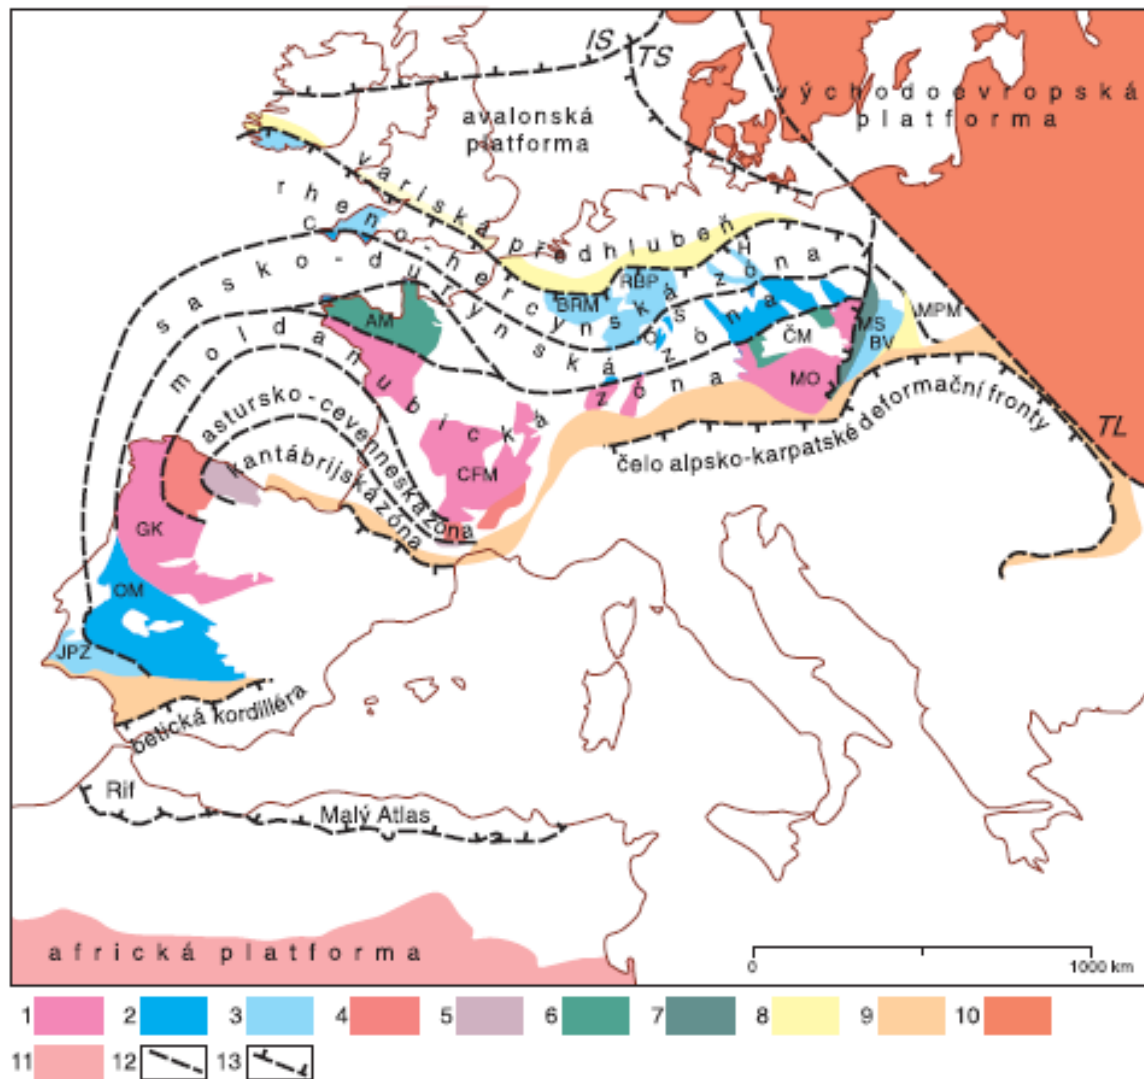 IS
TS
východoevropská
platforma
avalonská
platforma
variská předhlubeň
rheno-hercynská zóna
C
H
RBP
BRM
S
O
sasko-durynská zóna
AM
MPM
MS
BV
ČM
MO
moldanubická zóna
TL
astursko-cevenneská zóna
kantábrijská zóna
čelo alpsko-karpatské deformační fronty
CFM
GK
OM
JPZ
betická kordilléra
Rif
Malý Atlas
africká platforma
0
1000 km
1 2 3 4 5 6 7 8 9 10
11 12 13